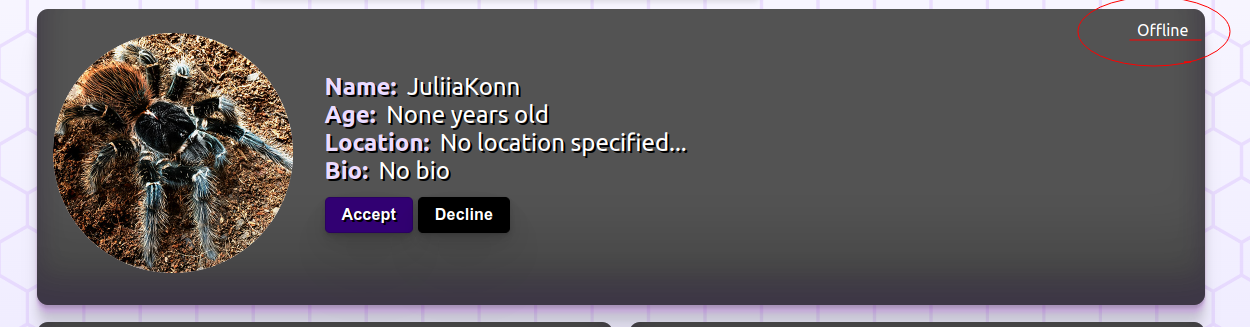 Offline
Name: JuliiaKonn
Age: None years old
Location: No location specified...
Bio: No bio
Accept Decline